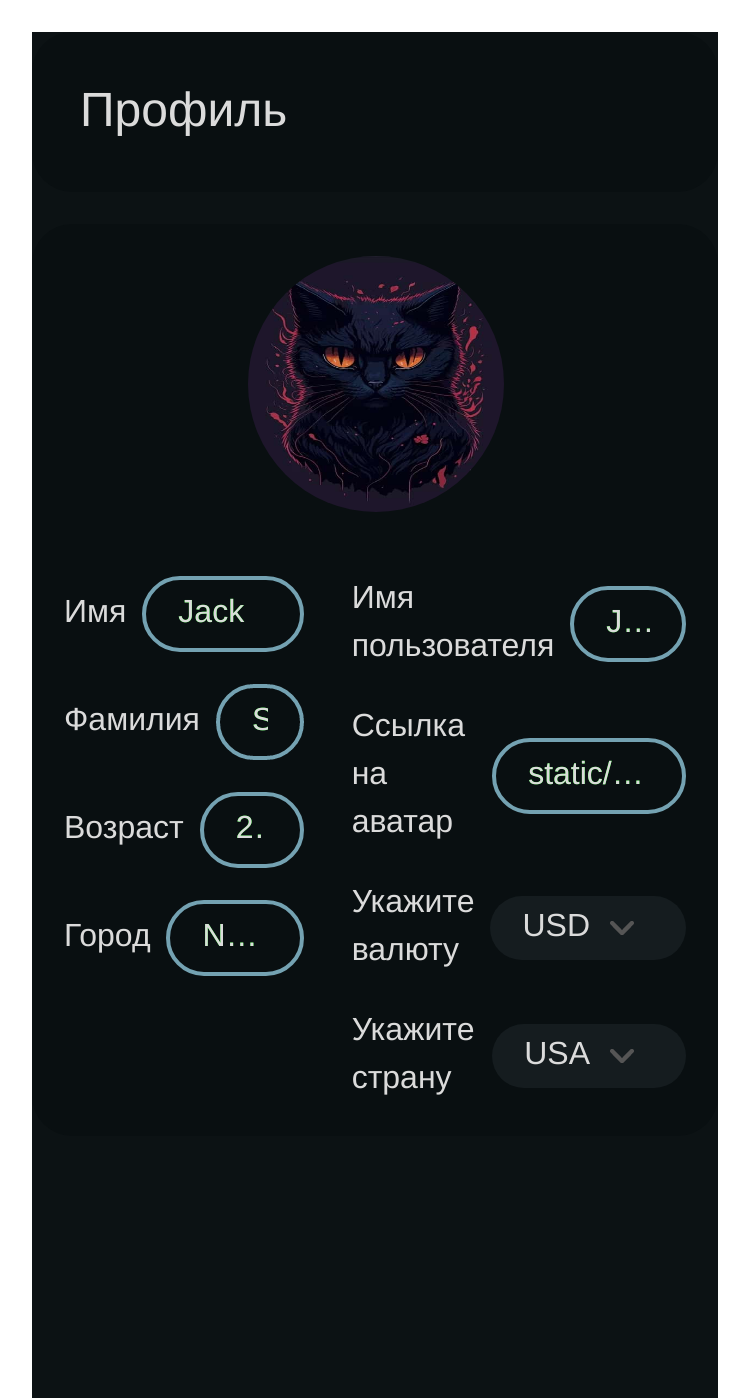 Профиль
Имя
Jack
Фамилия
S
Возраст
2.
Город
N...
Имя
пользователя
J...
Ссылка
на
аватар
static/...
Укажите
валюту
USD
Укажите
страну
USA